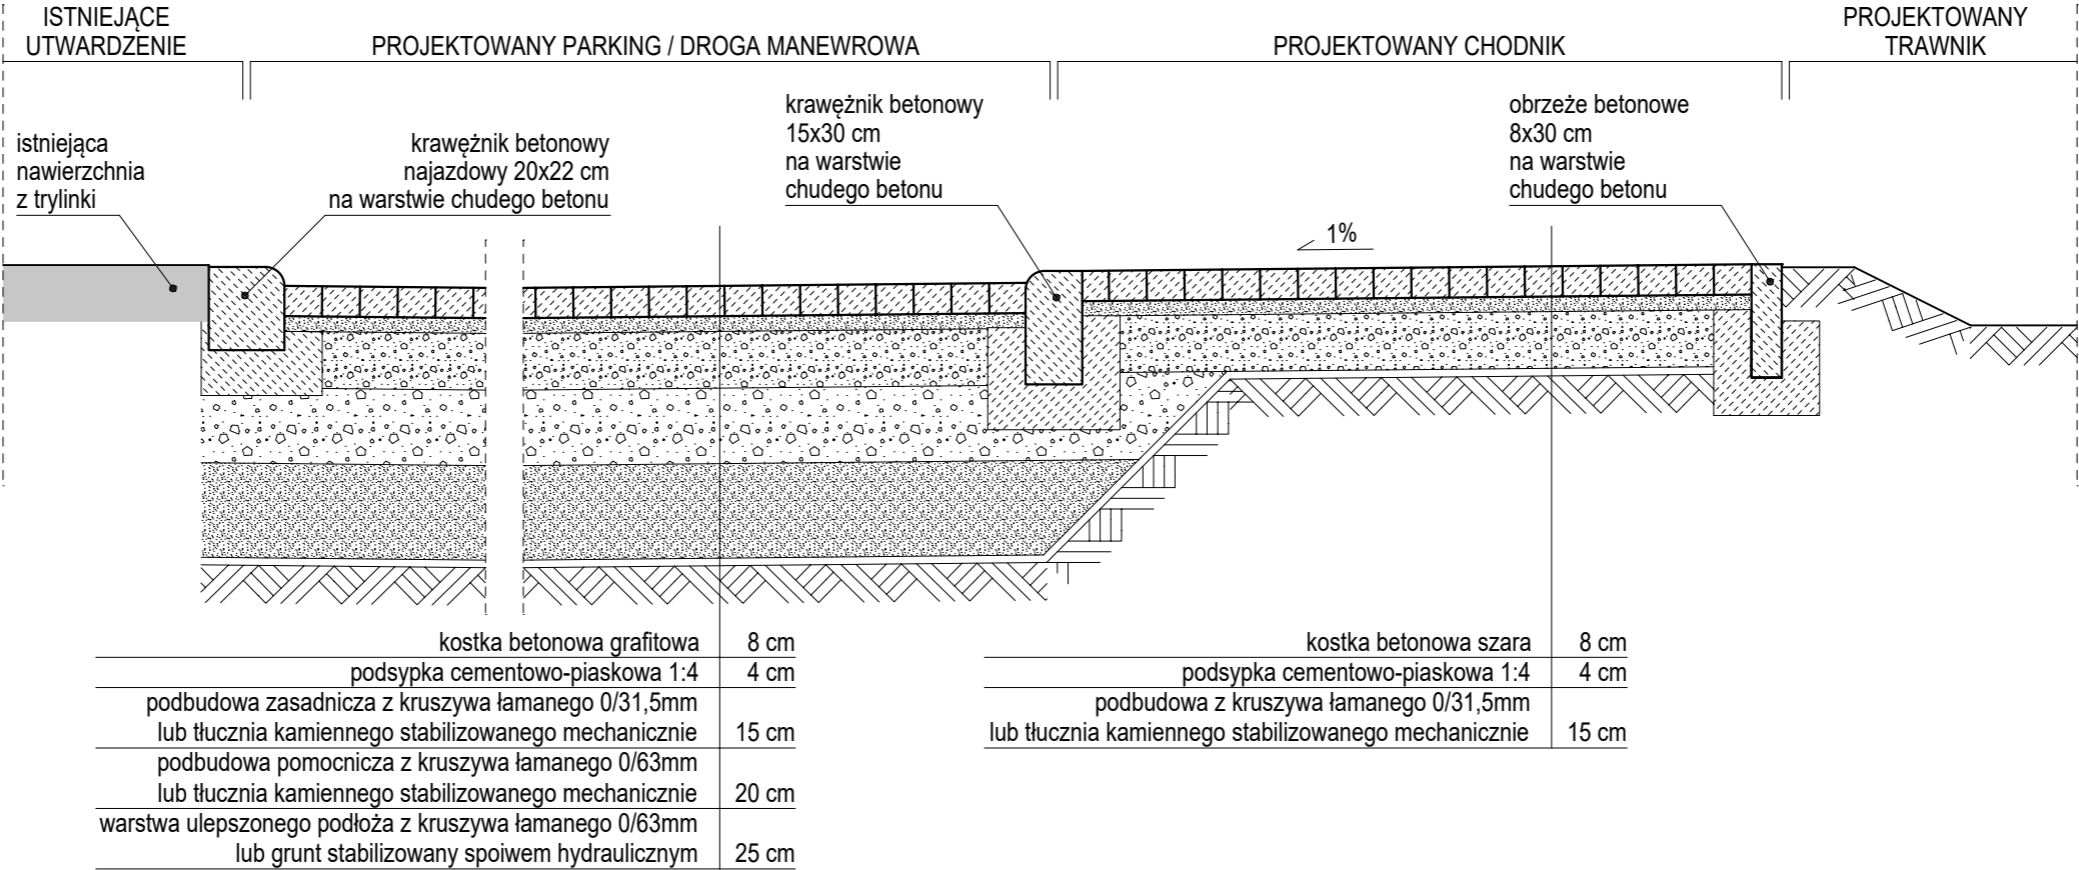 ISTNIEJĄCE
UTWARDZENIE
PROJEKTOWANY PARKING / DROGA MANEWROWA
PROJEKTOWANY CHODNIK
PROJEKTOWANY
TRAWNIK
istniejąca
nawierzchnia
z trylinki
krawężnik betonowy
najazdowy 20x22 cm
na warstwie chudego betonu
krawężnik betonowy
15x30 cm
na warstwie
chudego betonu
obrzeże betonowe
8x30 cm
na warstwie
chudego betonu
1%
kostka betonowa grafitowa 8 cm
podsypka cementowo-piaskowa 1:4 4 cm
podbudowa zasadnicza z kruszywa łamanego 0/31,5mm
lub tłucznia kamiennego stabilizowanego mechanicznie 15 cm
podbudowa pomocnicza z kruszywa łamanego 0/63mm
lub tłucznia kamiennego stabilizowanego mechanicznie 20 cm
warstwa ulepszonego podłoża z kruszywa łamanego 0/63mm
lub grunt stabilizowany spoiwem hydraulicznym 25 cm
kostka betonowa szara 8 cm
podsypka cementowo-piaskowa 1:4 4 cm
podbudowa z kruszywa łamanego 0/31,5mm
lub tłucznia kamiennego stabilizowanego mechanicznie 15 cm